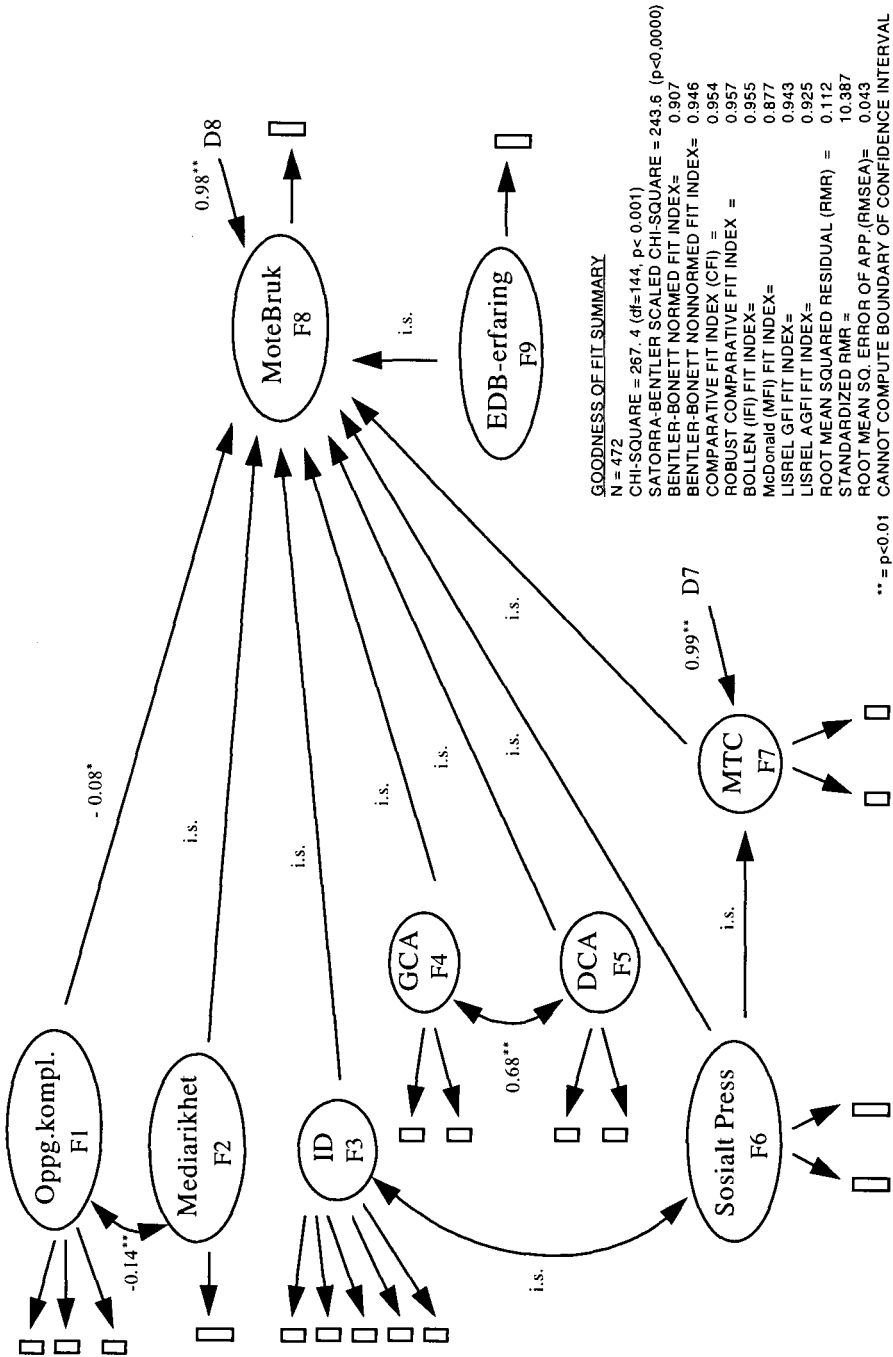 Oppg.kompl.
F1
- 0.08*
-0.14**
Mediarikhet
F2
i.s.
ID
F3
i.s.
GCA
F4
i.s.
0.68**
DCA
F5
i.s.
i.s.
Sosialt Press
F6
i.s.
i.s.
MTC
F7
0.99** D7
i.s.
MoteBruk
F8
0.98** D8
i.s.
EDB-erfaring
F9
GOODNESS OF FIT SUMMARY
N = 472
CHI-SQUARE = 267. 4 (df=144, p< 0.001)
SATORRA-BENTLER SCALED CHI-SQUARE = 243.6 (p<0,0000)
BENTLER-BONETT NORMED FIT INDEX= 0.907
BENTLER-BONETT NONNORMED FIT INDEX= 0.946
COMPARATIVE FIT INDEX (CFI) = 0.954
ROBUST COMPARATIVE FIT INDEX = 0.957
BOLLEN (IFI) FIT INDEX= 0.955
McDonald (MFI) FIT INDEX= 0.877
LISREL GFI FIT INDEX= 0.943
LISREL AGFI FIT INDEX= 0.925
ROOT MEAN SQUARED RESIDUAL (RMR) = 0.112
STANDARDIZED RMR = 10.387
ROOT MEAN SQ. ERROR OF APP.(RMSEA)= 0.043
** = p<0.01 CANNOT COMPUTE BOUNDARY OF CONFIDENCE INTERVAL